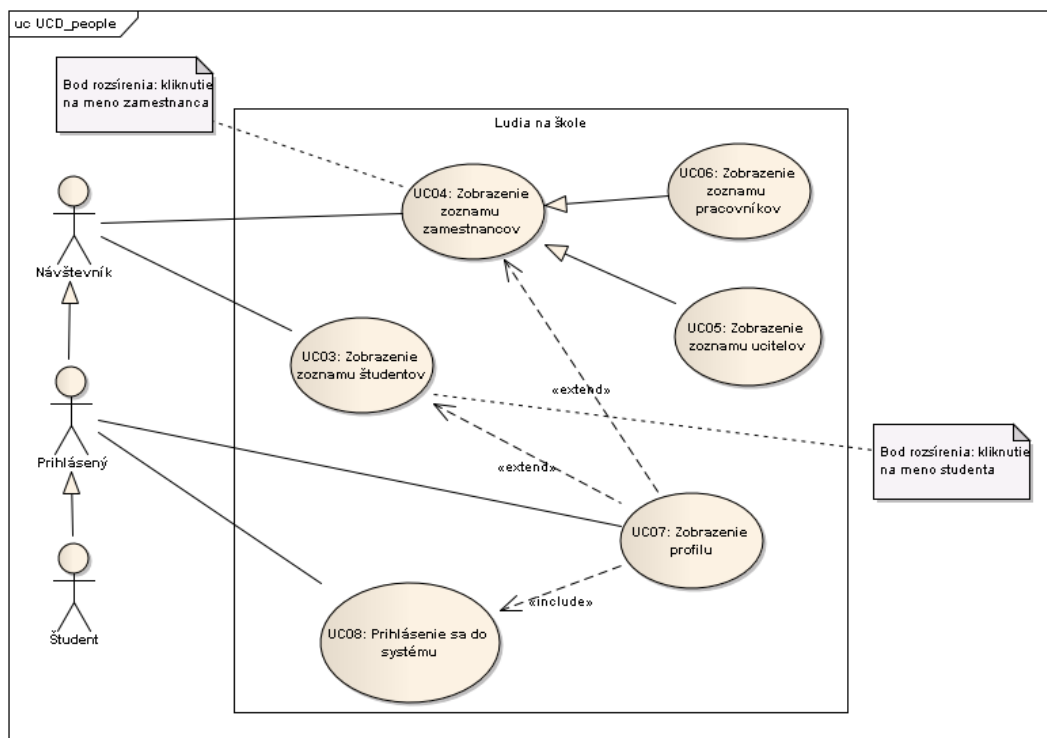 uc UCD_people
Bod rozsírenia: kliknutie
na meno zamestnanca
Ludia na škole
UC04: Zobrazenie
zoznamu
zamestnancov
UC06: Zobrazenie
zoznamu
pracovníkov
Návštevník
UC05: Zobrazenie
zoznamu ucitelov
UC03: Zobrazenie
zoznamu študentov
«extend»
Prihlásený
«extend»
Bod rozsírenia: kliknutie
na meno studenta
UC07: Zobrazenie
profilu
«include»
Študent
UC08: Prihlásenie sa do
systému